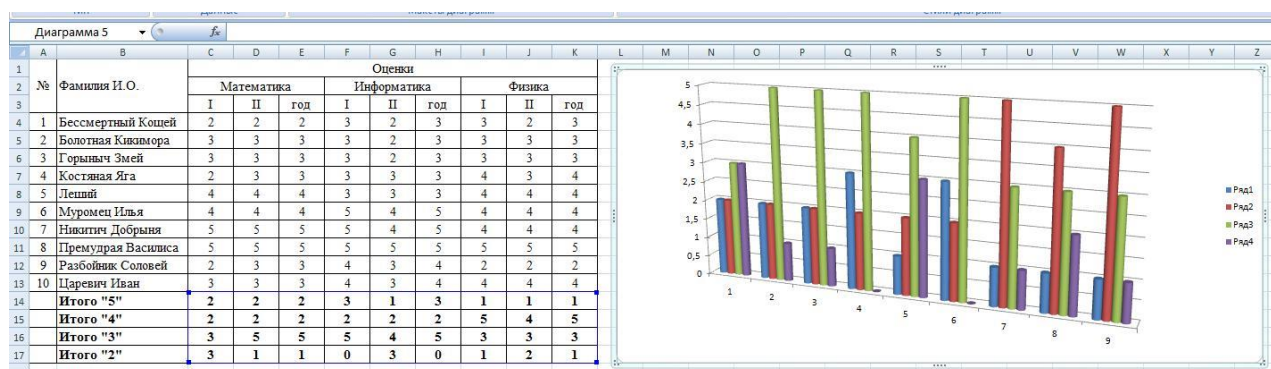 Диаграмма 5 fx
A B C D E F G H I J K L M N O P Q R S T U V W X Y Z
1 Оценки
2 № Фамилия И.О. Математика Информатика Физика
3 I II год I II год I II год
4 1 Бессмертный Кощей 2 2 2 3 2 3 3 2 3
5 2 Болотная Кикимора 3 3 3 3 2 3 3 3 3
6 3 Горыныч Змей 3 3 3 3 2 3 3 3 3
7 4 Костяная Яга 2 3 3 3 3 3 4 3 4
8 5 Леший 4 4 4 3 3 3 4 4 4
9 6 Муромец Илья 4 4 4 5 4 5 4 4 4
10 7 Никитич Добрыня 5 5 5 5 4 5 4 4 4
11 8 Премудрая Василиса 5 5 5 5 5 5 5 5 5
12 9 Разбойник Соловей 2 3 3 4 3 4 2 2 2
13 10 Царевич Иван 3 3 3 4 3 4 4 4 4
14 Итого "5" 2 2 2 3 1 3 1 1 1
15 Итого "4" 2 2 2 2 2 2 5 4 5
16 Итого "3" 3 5 5 5 4 5 3 3 3
17 Итого "2" 3 1 1 0 3 0 1 2 1
5
4,5
4
3,5
3
2,5
2
1,5
1
0,5
0
1 2 3 4 5 6 7 8 9
Ряд1
Ряд2
Ряд3
Ряд4